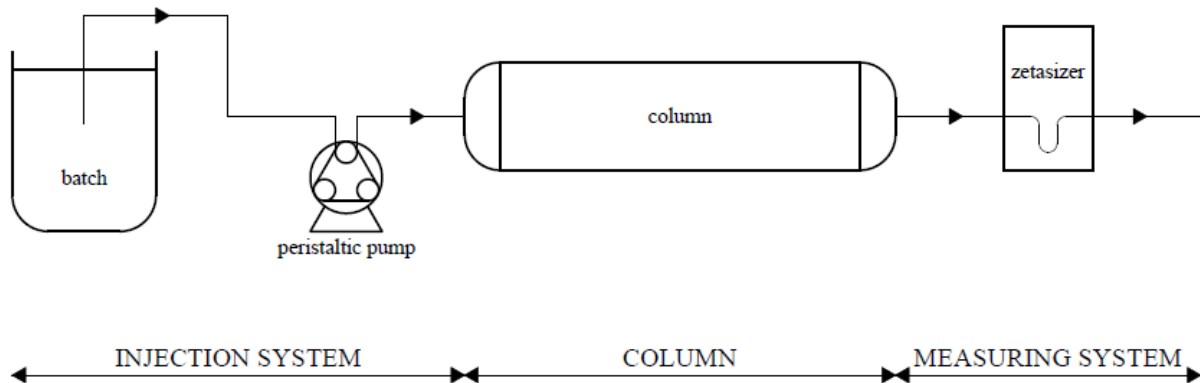 zetasizer
column
batch
peristaltic pump
INJECTION SYSTEM
COLUMN
MEASURING SYSTEM